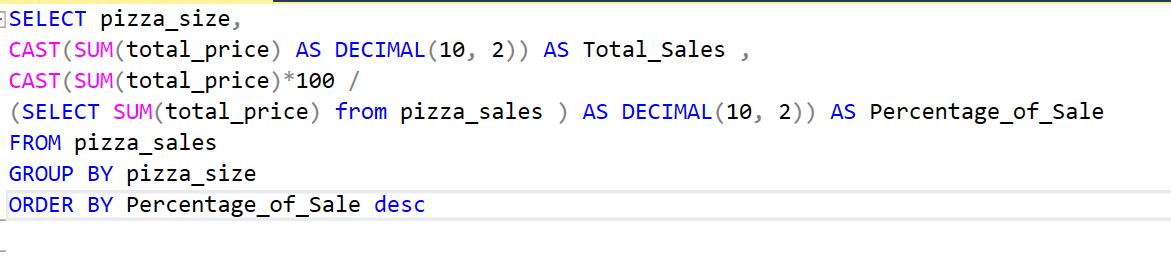 SELECT pizza_size,
CAST(SUM(total_price) AS DECIMAL(10, 2)) AS Total_Sales ,
CAST(SUM(total_price)*100 /
(SELECT SUM(total_price) from pizza_sales ) AS DECIMAL(10, 2)) AS Percentage_of_Sale
FROM pizza_sales
GROUP BY pizza_size
ORDER BY Percentage_of_Sale desc